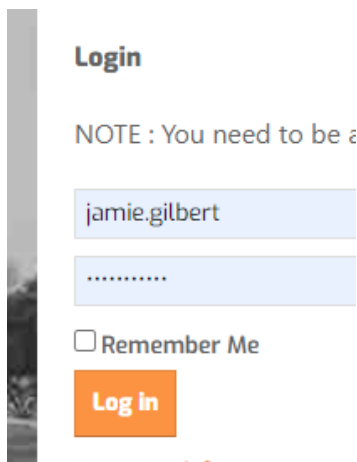 Login
NOTE : You need to be a
jamie.gilbert
Remember Me
Log in